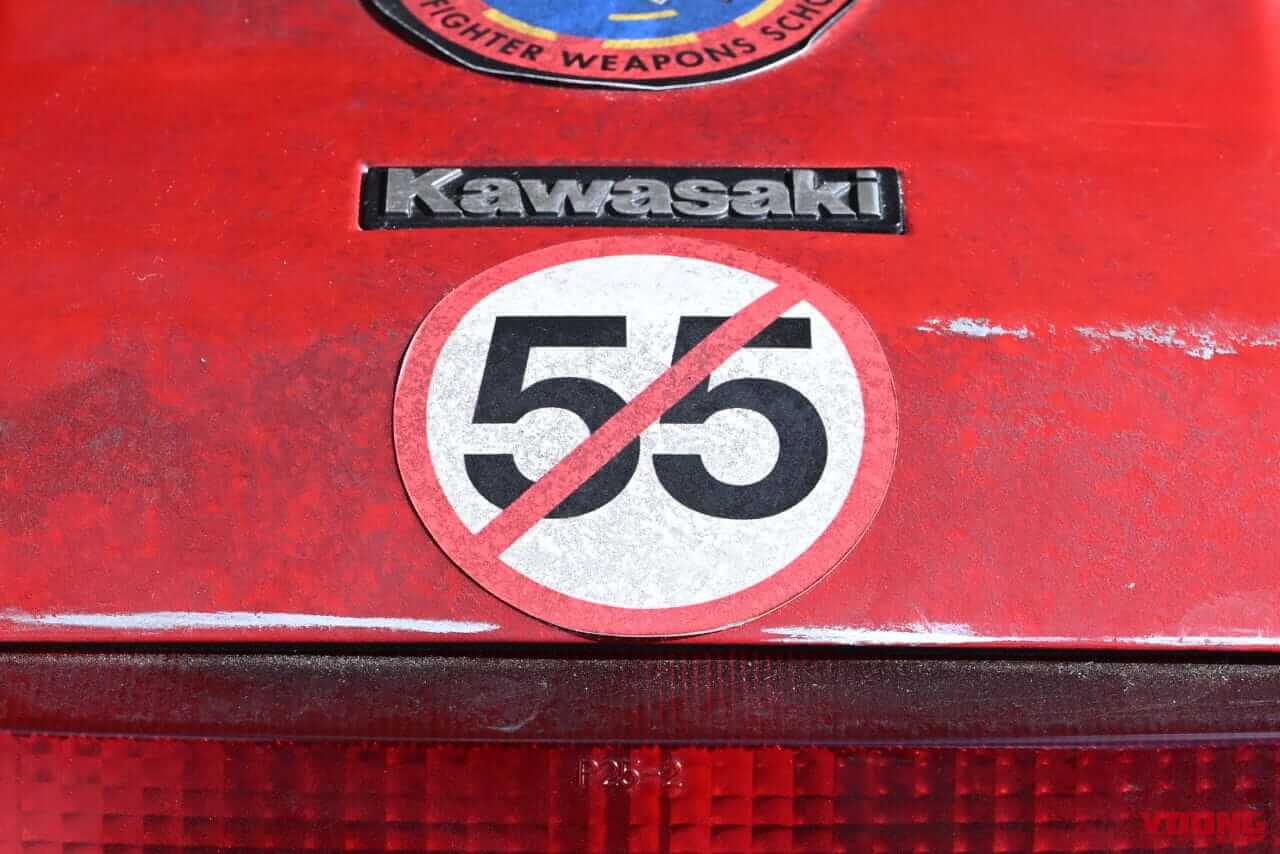 FIGHTER WEAPONS SCHO
Kawasaki
55
P25-2
YOUNG